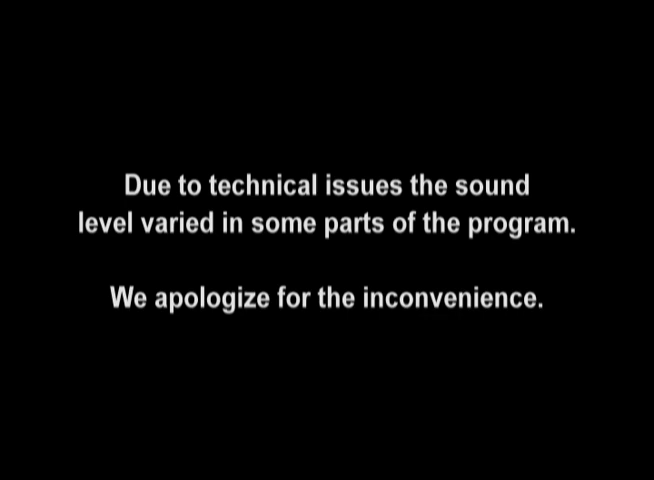 Due to technical issues the sound
level varied in some parts of the program.
We apologize for the inconvenience.